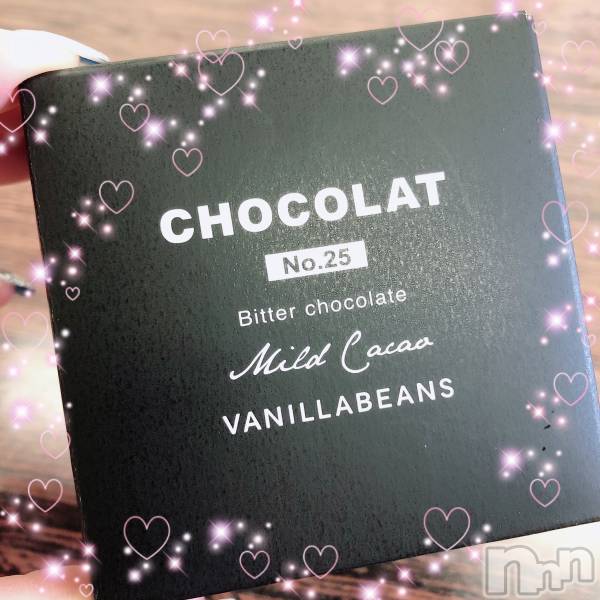 CHOCOLAT
No.25
Bitter chocolate
Mild Cacao
VANILLABEANS